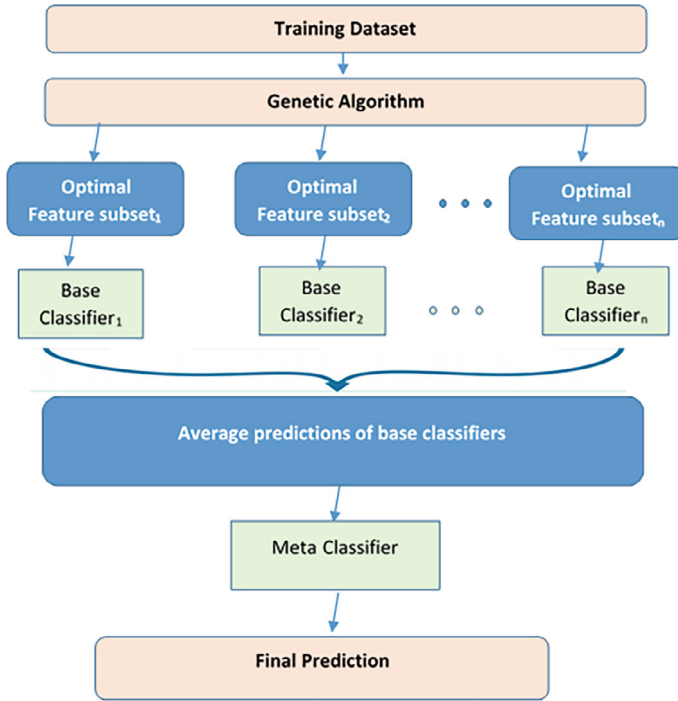 Training Dataset
Genetic Algorithm
Optimal
Feature subset₁
Optimal
Feature subset₂
Optimal
Feature subsetₙ
Base
Classifier₁
Base
Classifier₂
Base
Classifierₙ
Average predictions of base classifiers
Meta Classifier
Final Prediction